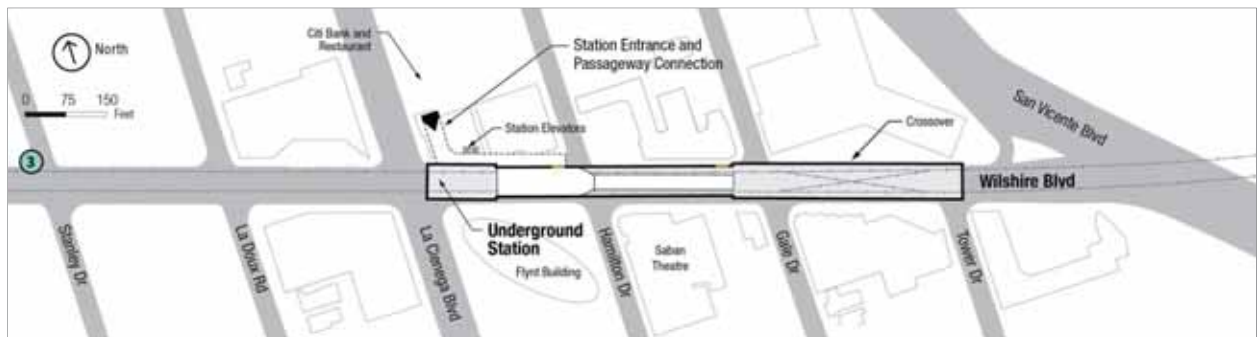 North
0 75 150
Feet
3
Citi Bank and
Restaurant
Station Entrance and
Passageway Connection
Station Elevators
Crossover
San Vicente Blvd
Wilshire Blvd
Underground
Station
Flynt Building
Saban
Theatre
Stanley Dr
La Doux Rd
La Cienega Blvd
Hamilton Dr
Gale Dr
Tower Dr